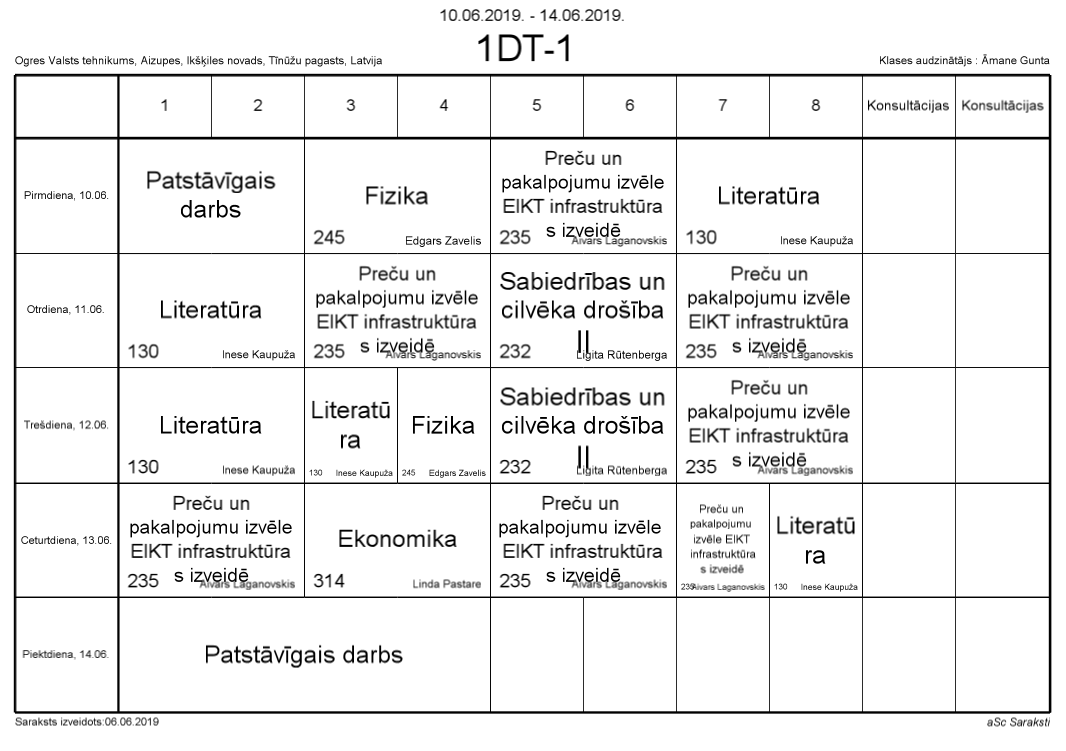 10.06.2019. - 14.06.2019.
1DT-1
Ogres Valsts tehnikums, Aizupes, Ikšķiles novads, Tīnūžu pagasts, Latvija
Klases audzinātājs : Āmane Gunta
1 2 3 4 5 6 7 8 Konsultācijas Konsultācijas
Pirmdiena, 10.06.
Patstāvīgais
darbs
Fizika
245 Edgars Zavelis
Preču un
pakalpojumu izvēle
EIKT infrastruktūra
s izveidē
235 Aivars Laganovskis
Literatūra
130 Inese Kaupuža
Otrdiena, 11.06.
Literatūra
130 Inese Kaupuža
Preču un
pakalpojumu izvēle
EIKT infrastruktūra
s izveidē
235 Aivars Laganovskis
Sabiedrības un
cilvēka drošība
II
232 Ligita Rūtenberga
Preču un
pakalpojumu izvēle
EIKT infrastruktūra
s izveidē
235 Aivars Laganovskis
Trešdiena, 12.06.
Literatūra
130 Inese Kaupuža
Literatū
ra
130 Inese Kaupuža
Fizika
245 Edgars Zavelis
Sabiedrības un
cilvēka drošība
II
232 Ligita Rūtenberga
Preču un
pakalpojumu izvēle
EIKT infrastruktūra
s izveidē
235 Aivars Laganovskis
Ceturtdiena, 13.06.
Preču un
pakalpojumu izvēle
EIKT infrastruktūra
s izveidē
235 Aivars Laganovskis
Ekonomika
314 Linda Pastare
Preču un
pakalpojumu izvēle
EIKT infrastruktūra
s izveidē
235 Aivars Laganovskis
Preču un
pakalpojumu
izvēle EIKT
infrastruktūra
s izveidē
235 Aivars Laganovskis
Literatū
ra
130 Inese Kaupuža
Piektdiena, 14.06.
Patstāvīgais darbs
Saraksts izveidots:06.06.2019
aSc Saraksti